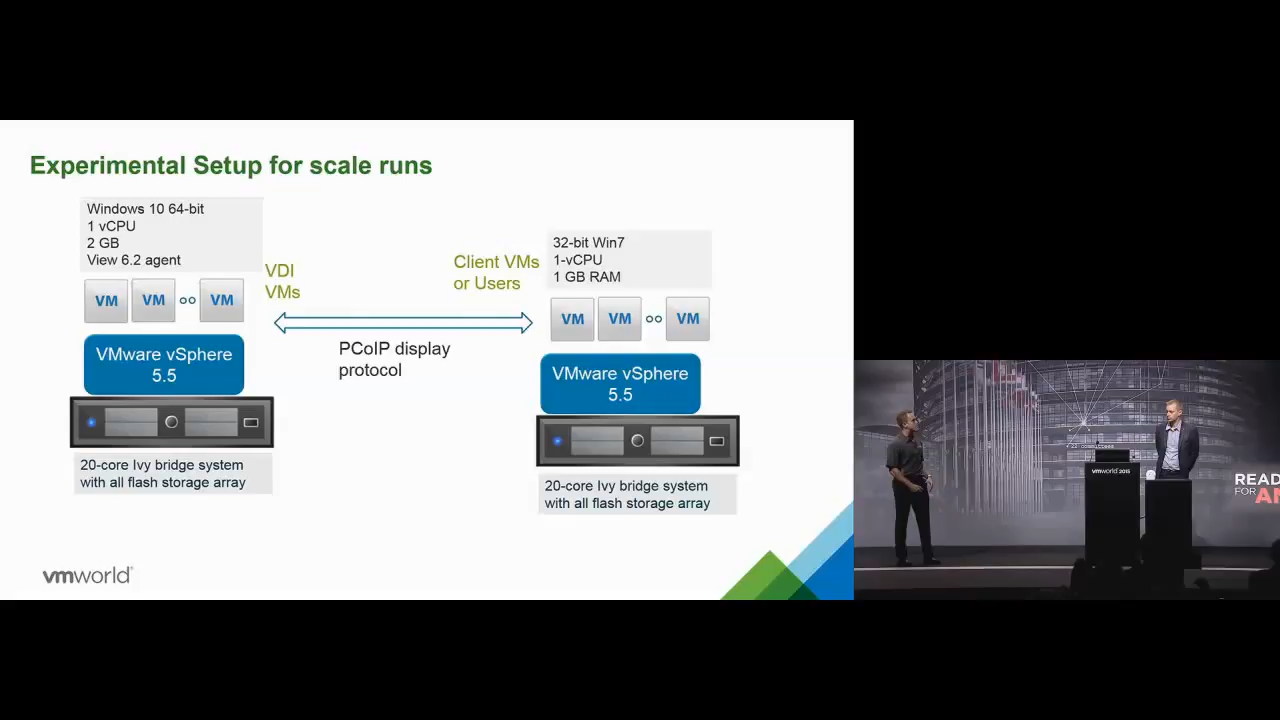 Experimental Setup for scale runs
Windows 10 64-bit
1 vCPU
2 GB
View 6.2 agent
VDI
VMs
VM VM VM
VMware vSphere
5.5
20-core Ivy bridge system
with all flash storage array
PCoIP display
protocol
Client VMs
or Users
32-bit Win7
1-vCPU
1 GB RAM
VM VM VM
VMware vSphere
5.5
20-core Ivy bridge system
with all flash storage array
vmworld®
vmworld 2015
READ
FOR